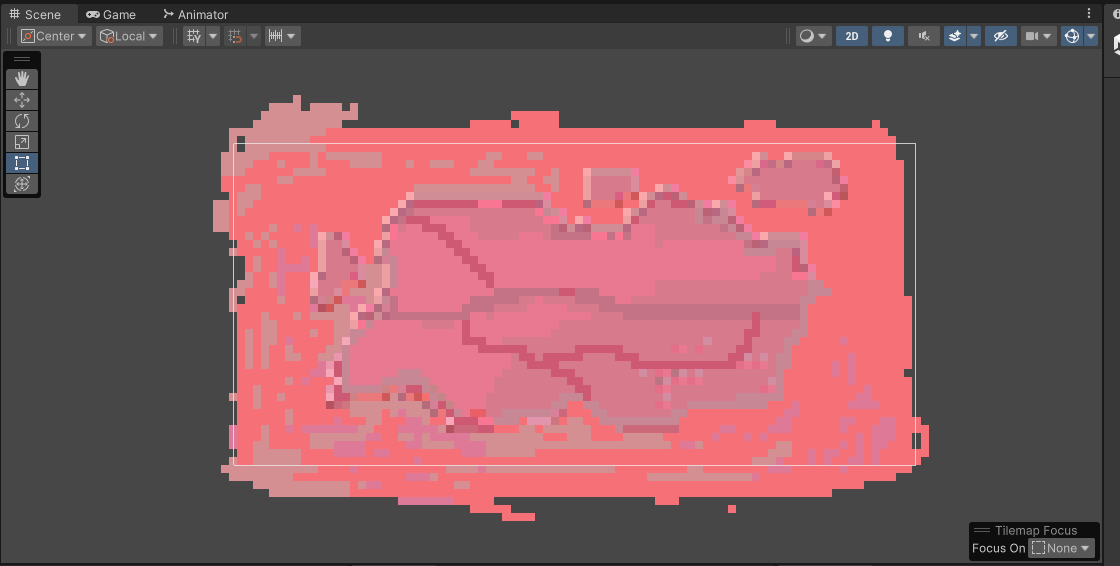 Scene Game Animator
Center Local 2D
Tilemap Focus
Focus On None